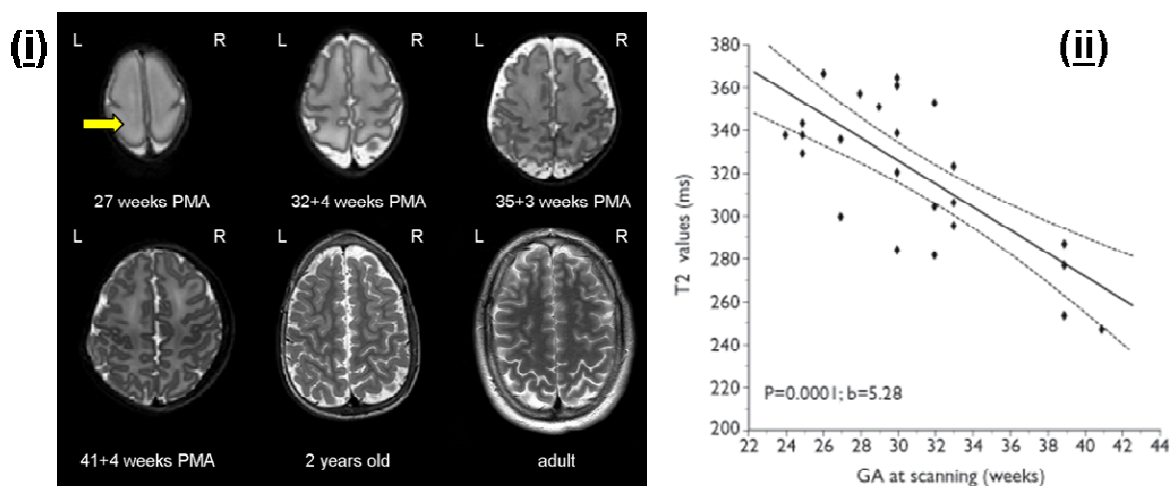 (i)
L R L R L R
27 weeks PMA 32+4 weeks PMA 35+3 weeks PMA
L R L R L R
41+4 weeks PMA 2 years old adult
(ii)
380
360
340
320
300
280
260
240
220
200
T2 values (ms)
P=0.0001; b=5.28
22 24 26 28 30 32 34 36 38 40 42 44
GA at scanning (weeks)